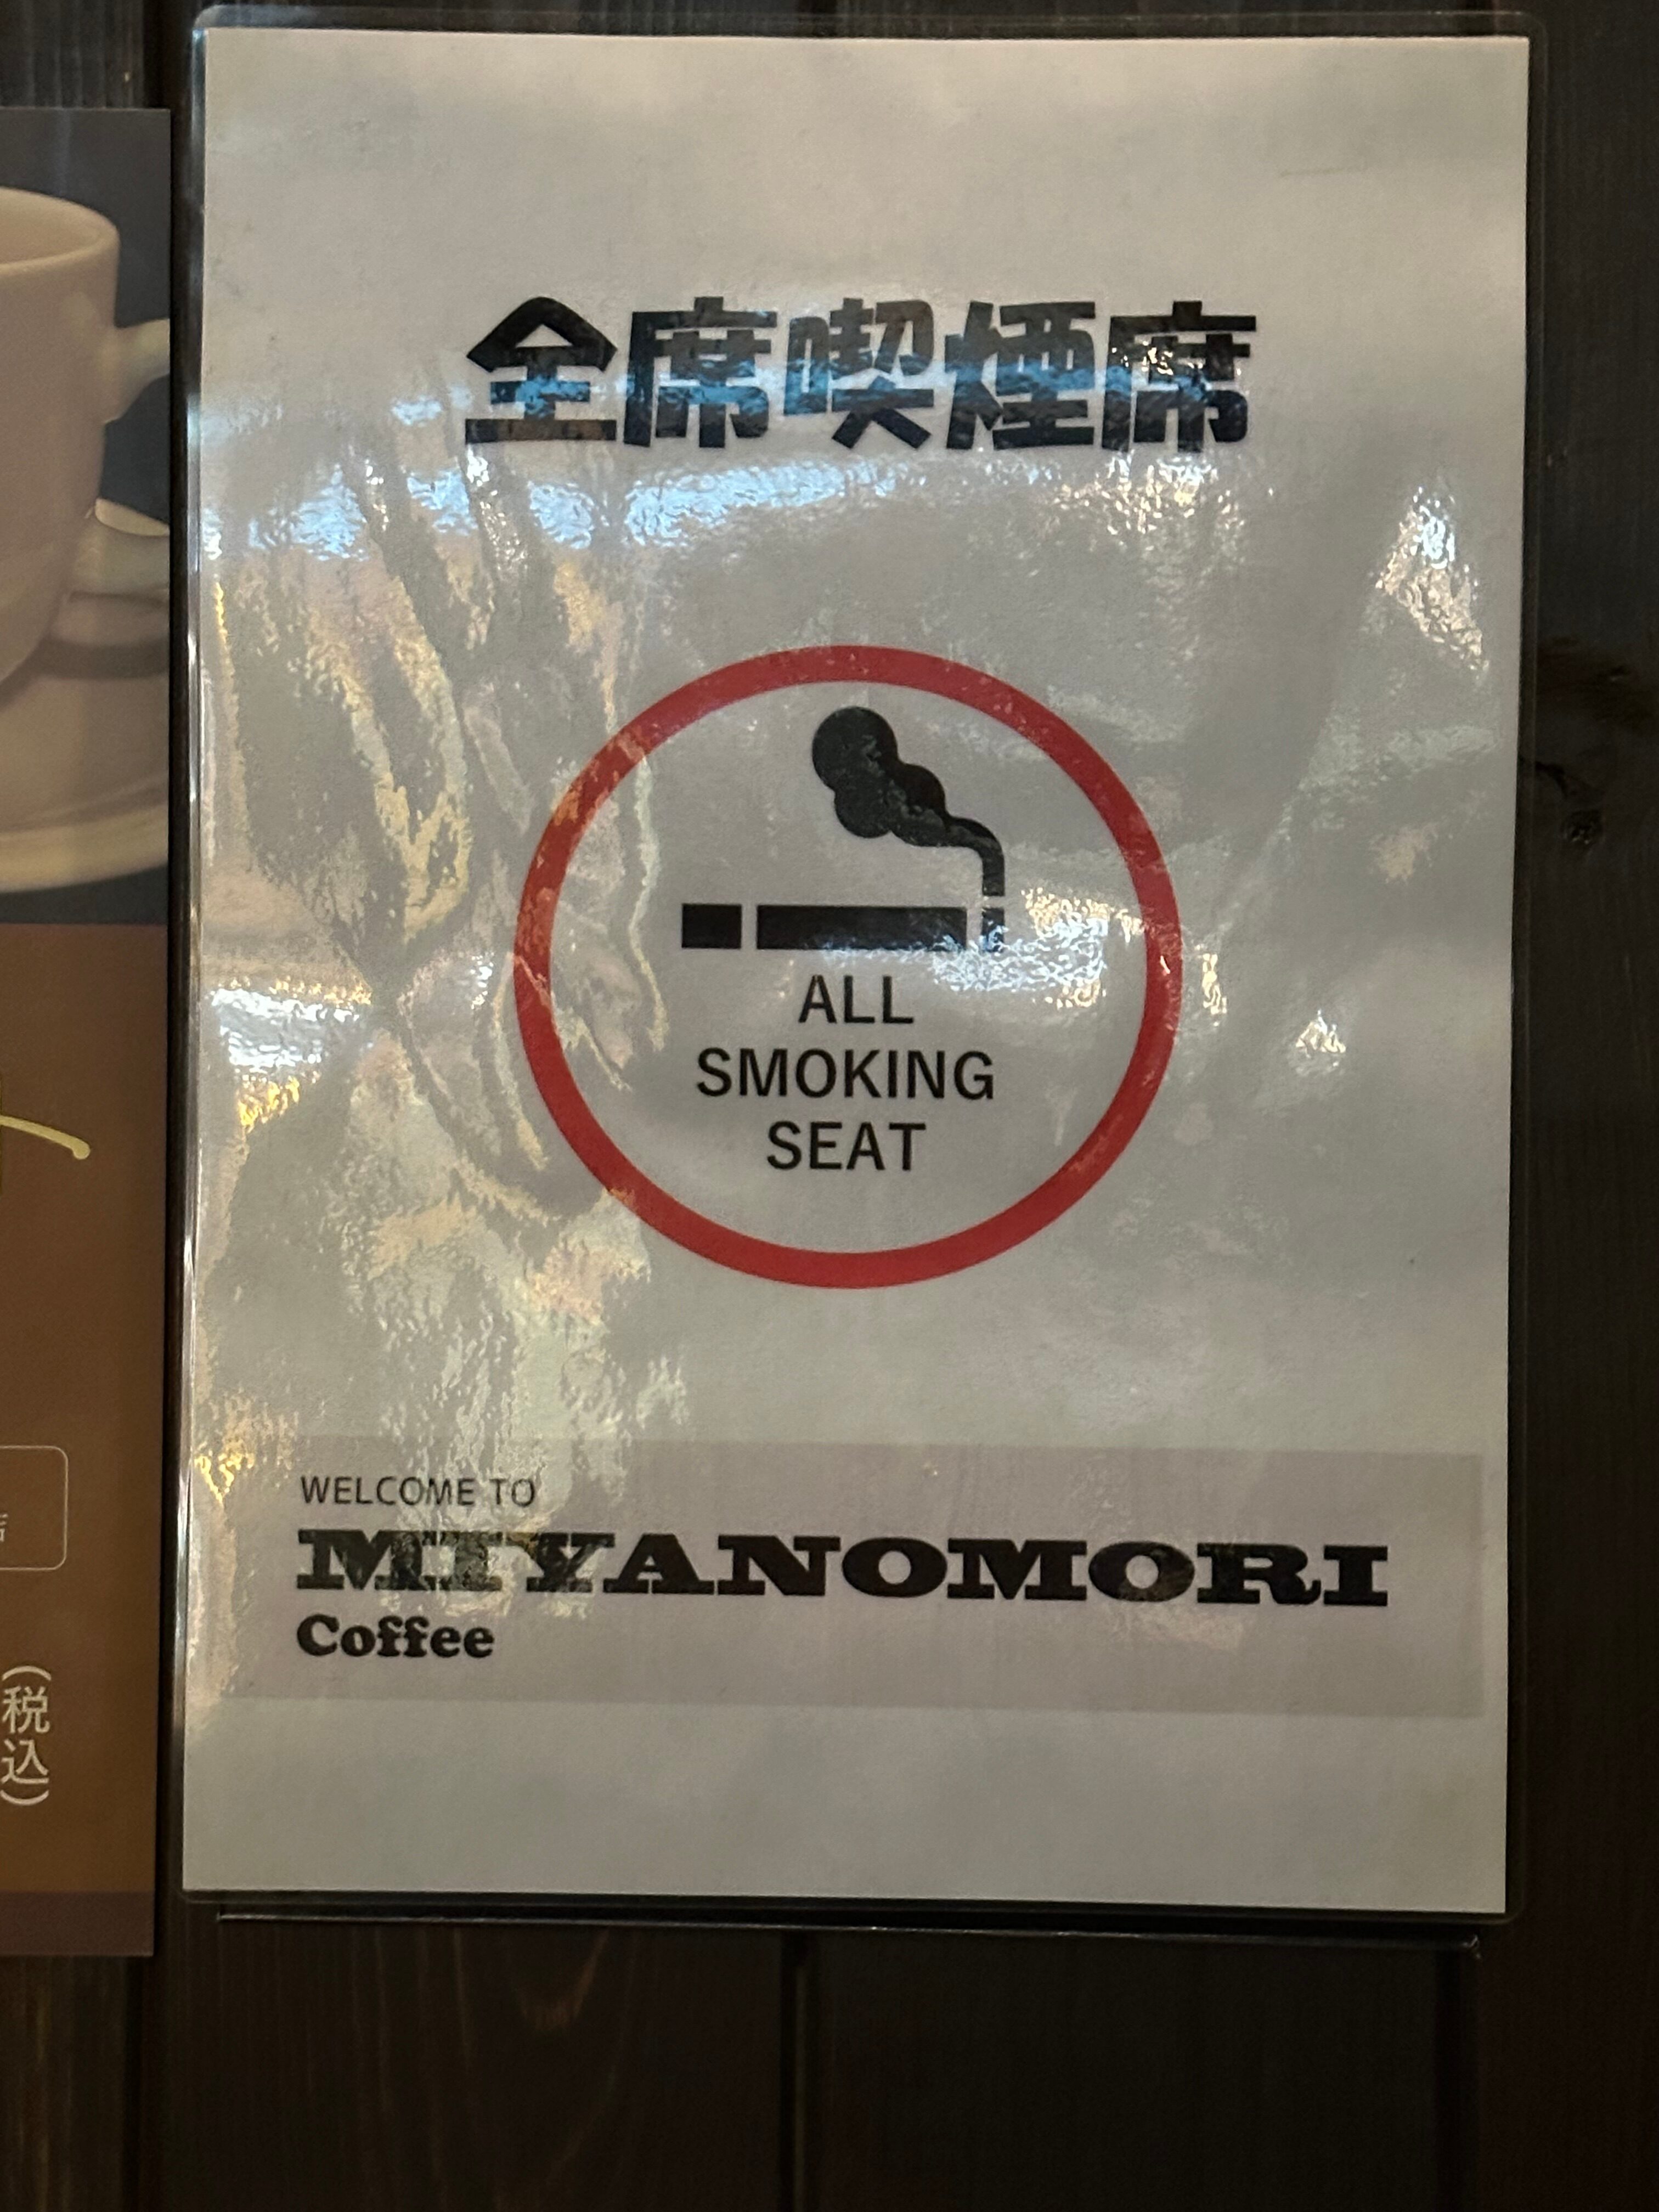 全席喫煙席
ALL
SMOKING
SEAT
WELCOME TO
MIYANOMORI
Coffee
(税込)